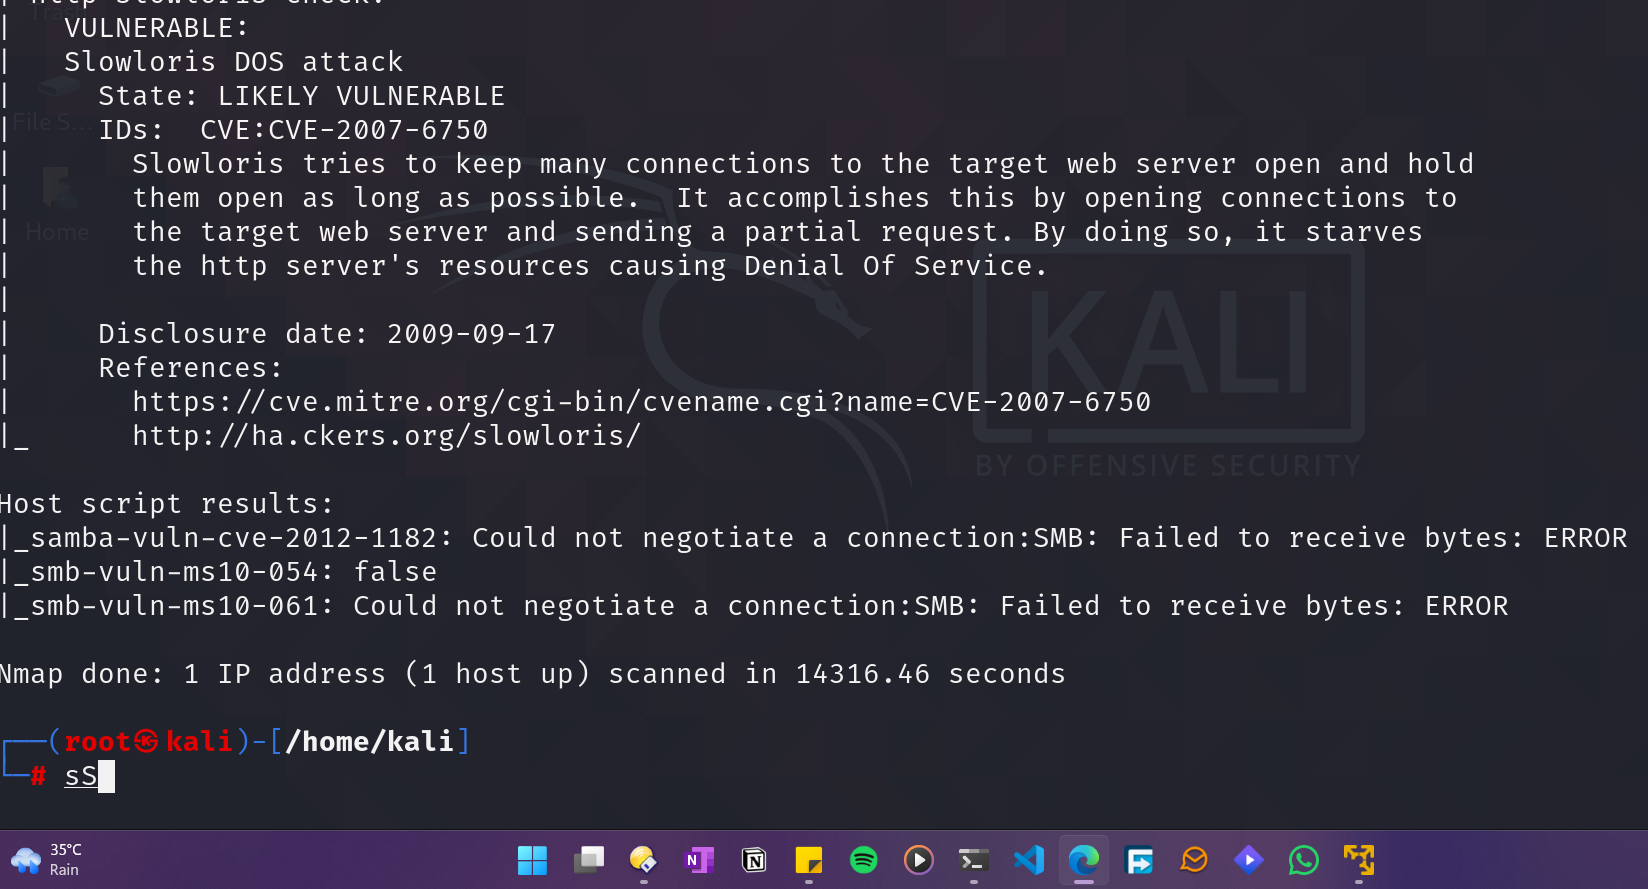 http-slowloris-check:
|   VULNERABLE:
|   Slowloris DOS attack
|     State: LIKELY VULNERABLE
|     IDs:  CVE:CVE-2007-6750
|       Slowloris tries to keep many connections to the target web server open and hold
|       them open as long as possible.  It accomplishes this by opening connections to
|       the target web server and sending a partial request. By doing so, it starves
|       the http server's resources causing Denial Of Service.
|
|     Disclosure date: 2009-09-17
|     References:
|       https://cve.mitre.org/cgi-bin/cvename.cgi?name=CVE-2007-6750
|_      http://ha.ckers.org/slowloris/
Host script results:
|_samba-vuln-cve-2012-1182: Could not negotiate a connection:SMB: Failed to receive bytes: ERROR
|_smb-vuln-ms10-054: false
|_smb-vuln-ms10-061: Could not negotiate a connection:SMB: Failed to receive bytes: ERROR
Nmap done: 1 IP address (1 host up) scanned in 14316.46 seconds
(root㉿kali)-[/home/kali]
# sS
Trash
File S...
Home
KALI
BY OFFENSIVE SECURITY
35°C
Rain